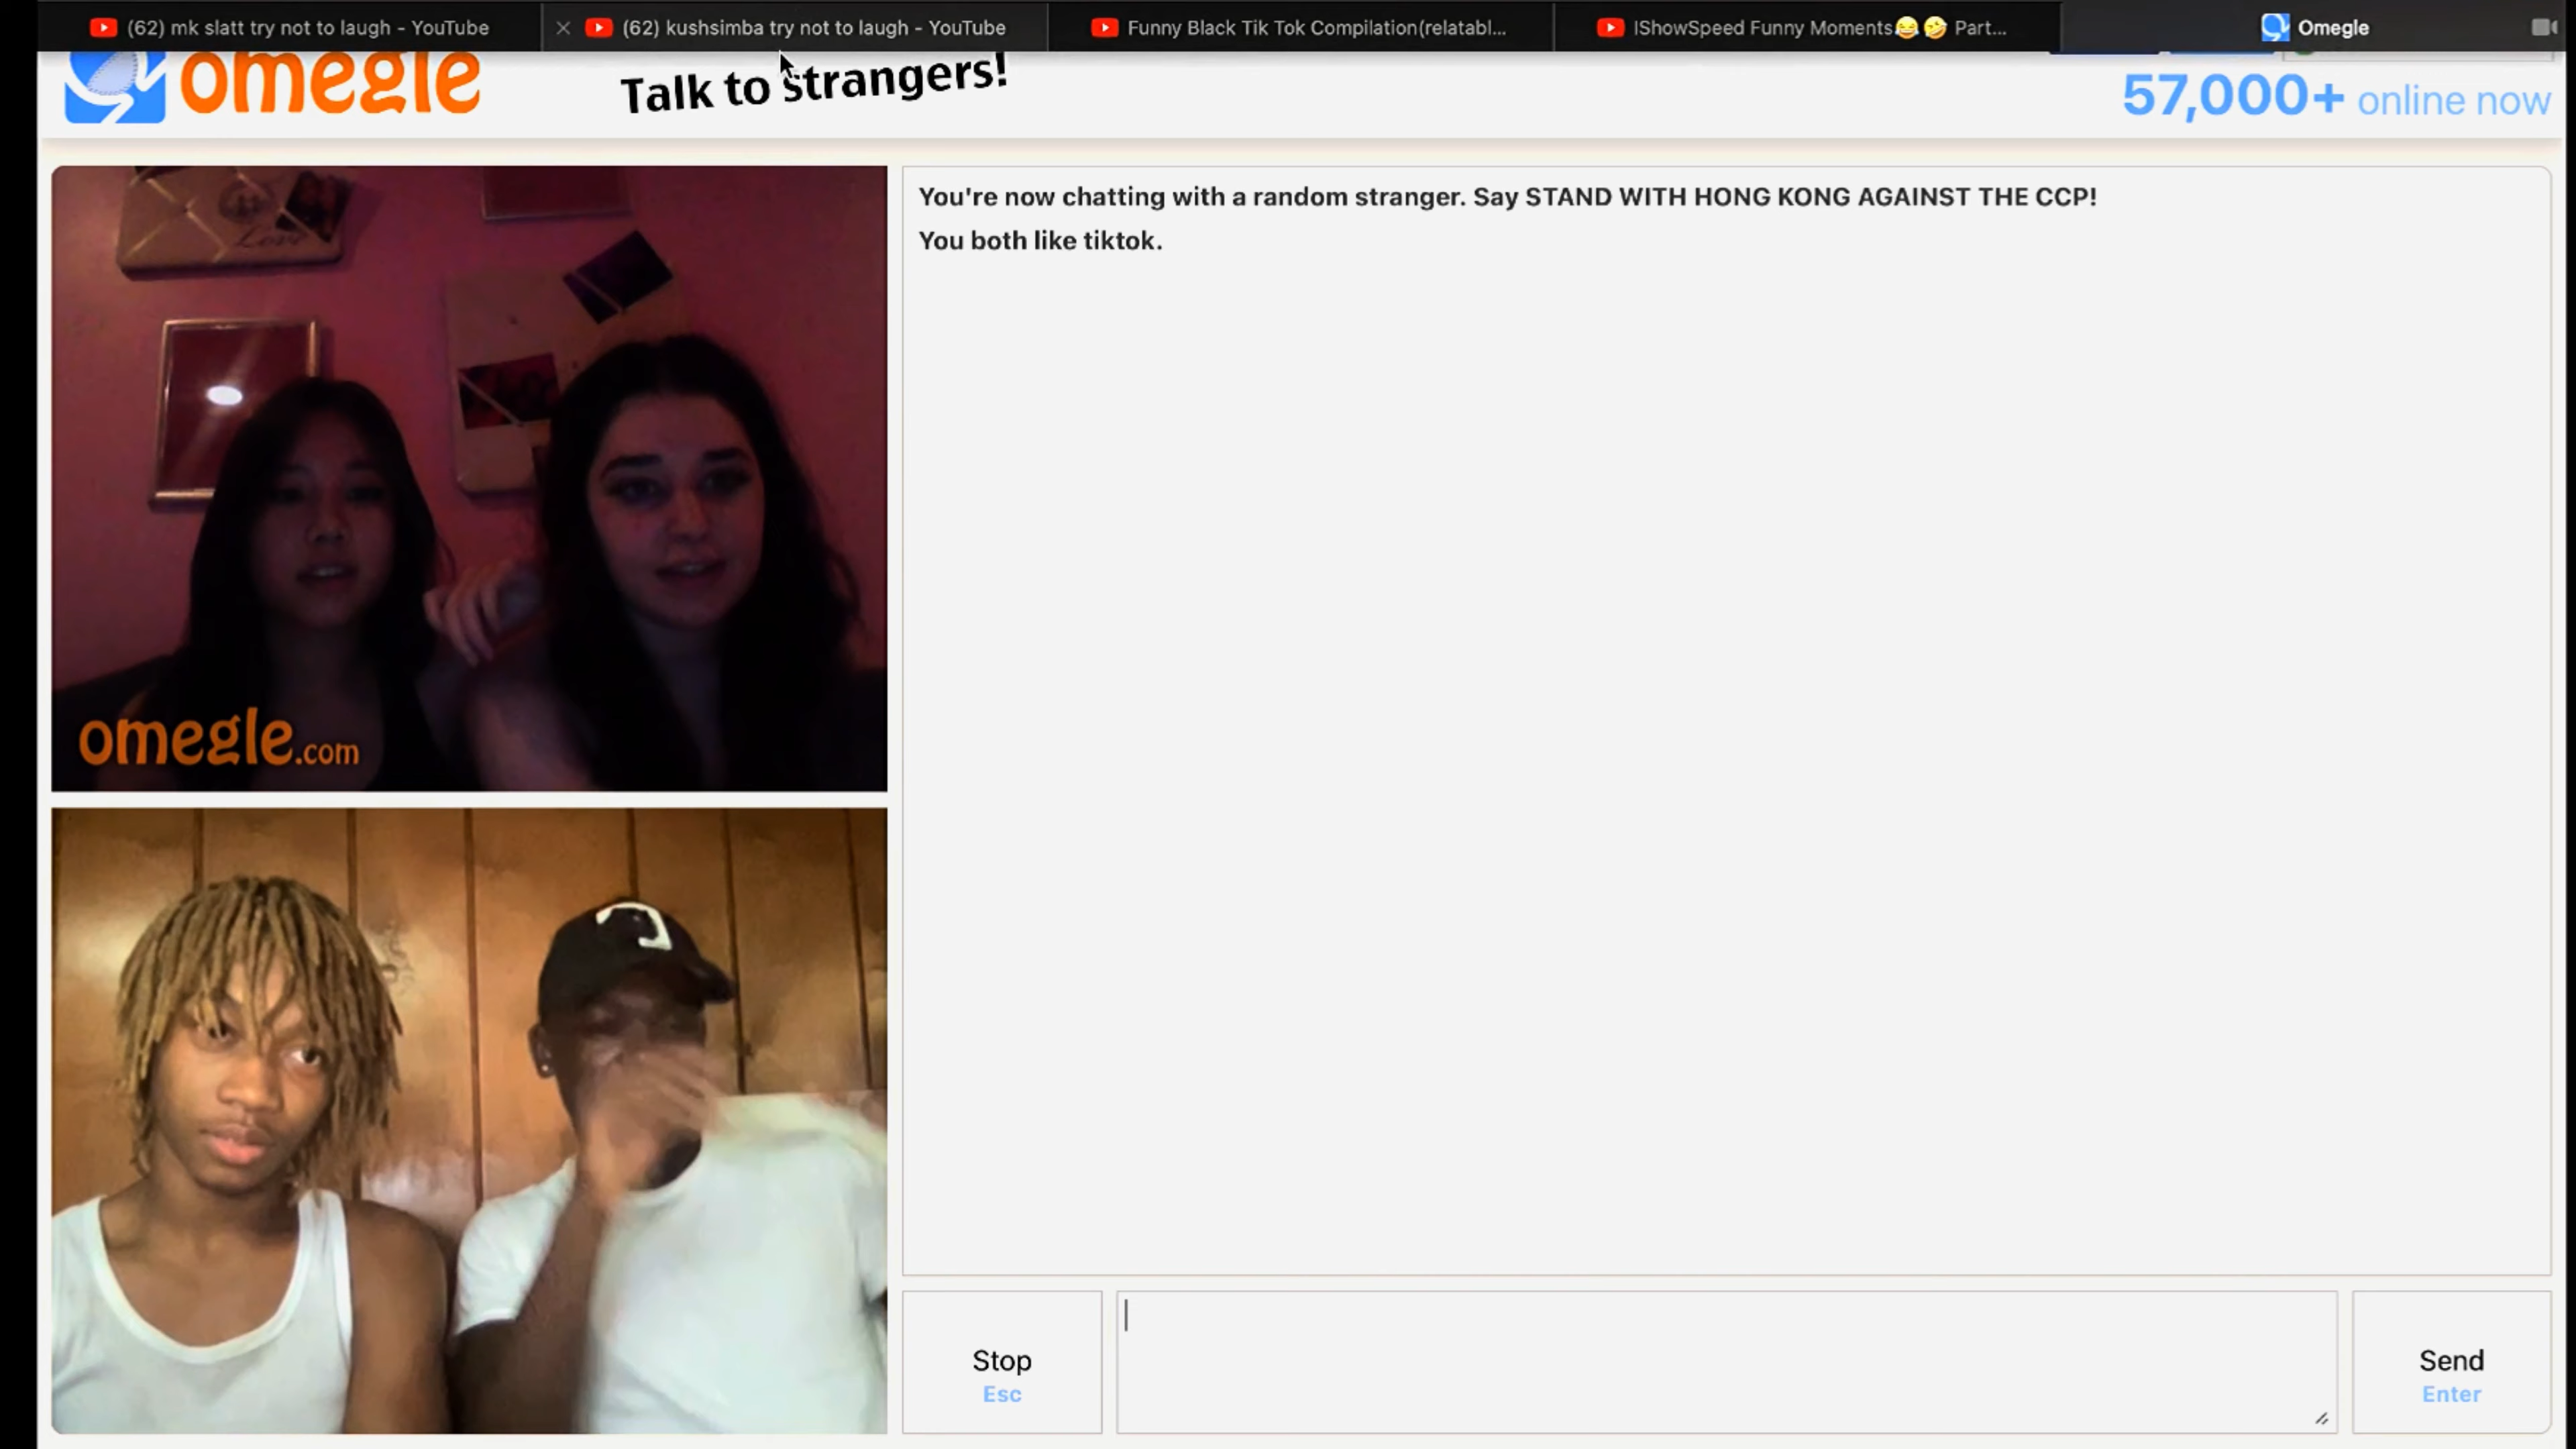 (62) mk slatt try not to laugh - YouTube
(62) kushsimba try not to laugh - YouTube
Funny Black Tik Tok Compilation(relatabl...
IShowSpeed Funny Moments😂🤣 Part...
Omegle
omegle
Talk to strangers!
57,000+ online now
You're now chatting with a random stranger. Say STAND WITH HONG KONG AGAINST THE CCP!
You both like tiktok.
Love
omegle.com
Stop
Esc
Send
Enter